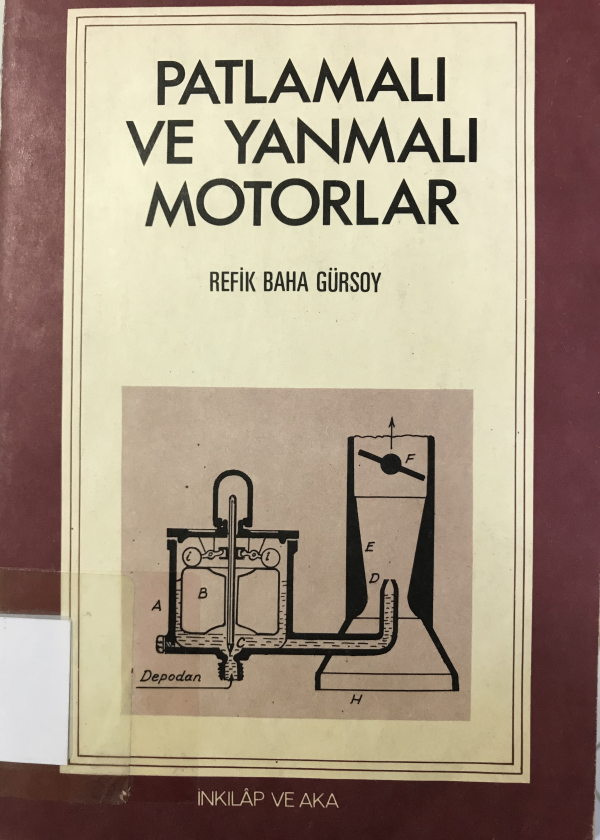 PATLAMALI
VE YANMALI
MOTORLAR
REFİK BAHA GÜRSOY
F
E
D
i
i
B
A
C
Depodan
H
İNKILÂP VE AKA